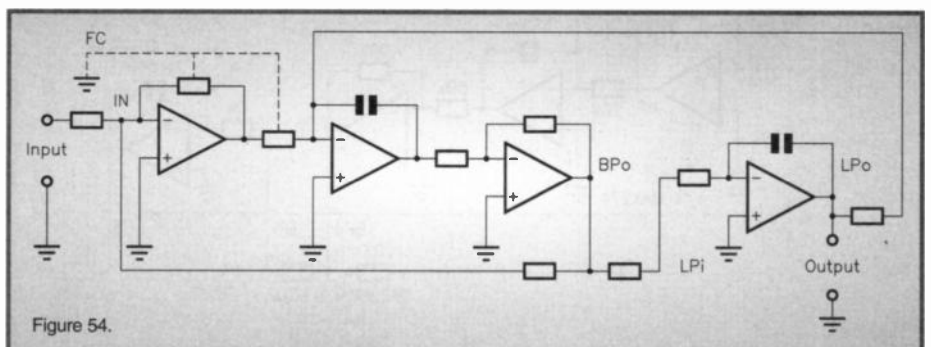 FC
IN
Input
BPo
LPi
LPo
Output
Figure 54.